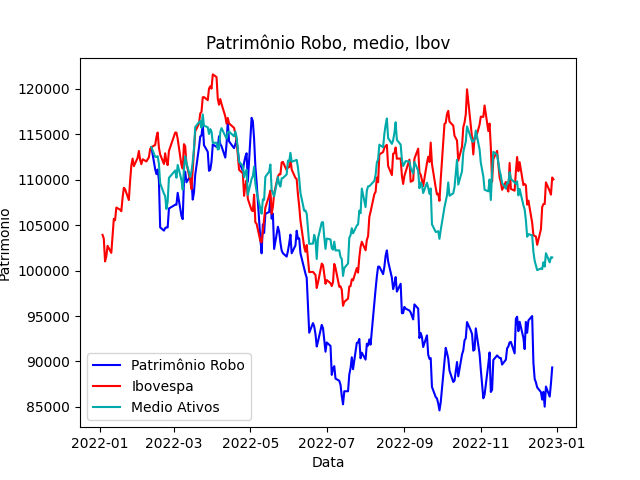 Patrimônio Robo, medio, Ibov
120000
115000
110000
105000
100000
95000
90000
85000
Patrimonio
Patrimônio Robo
Ibovespa
Medio Ativos
2022-01 2022-03 2022-05 2022-07 2022-09 2022-11 2023-01
Data